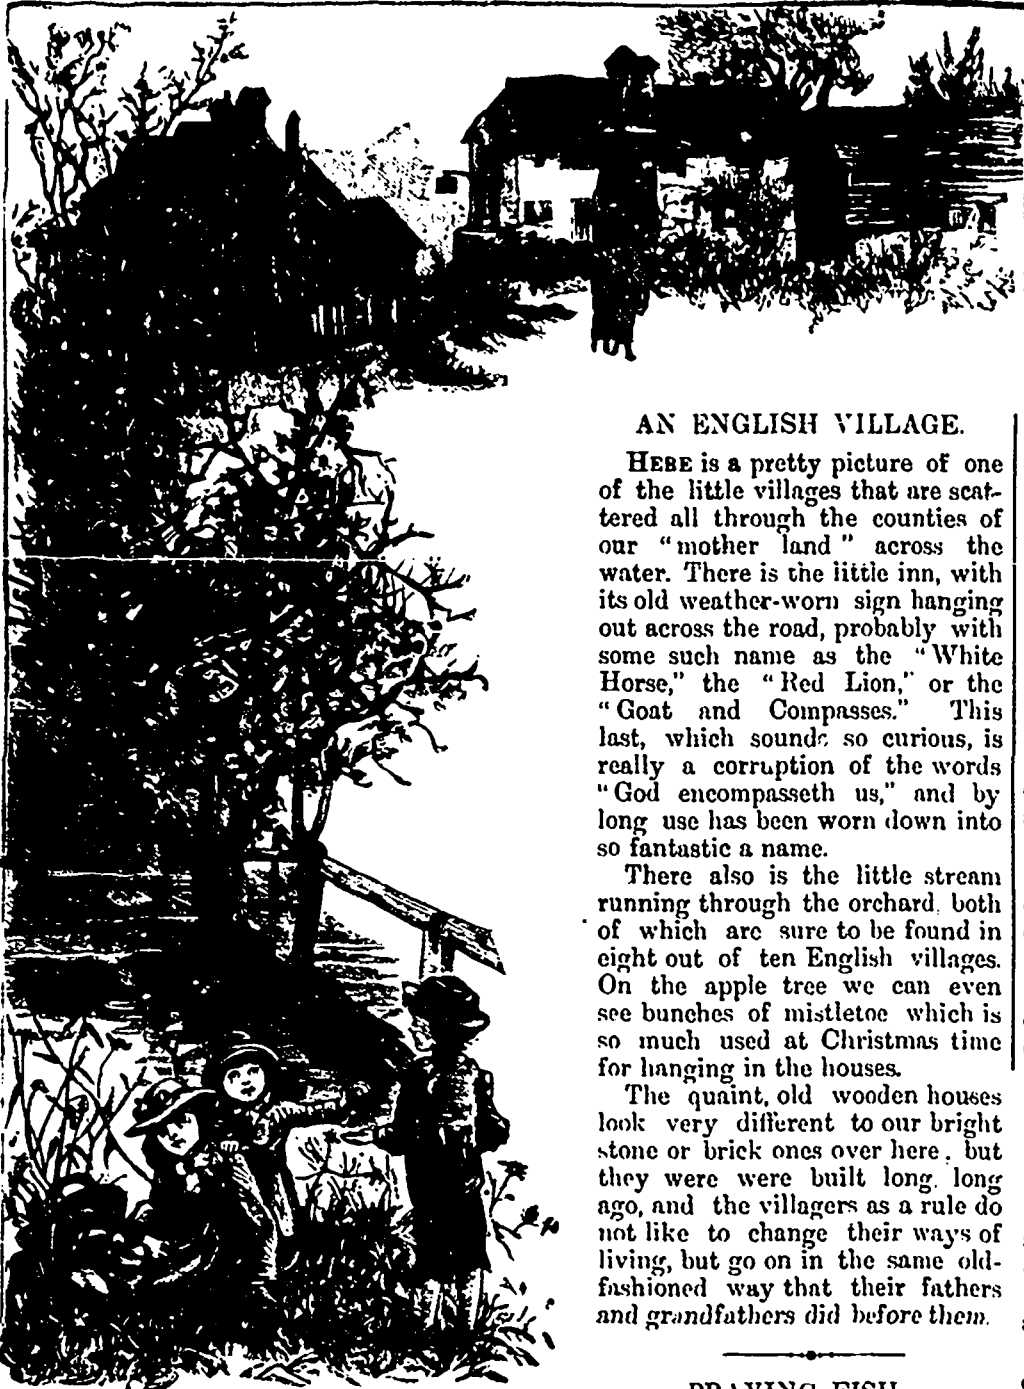 AN ENGLISH VILLAGE.
HERE is a pretty picture of one
of the little villages that are scat-
tered all through the counties of
our "mother land" across the
water. There is the little inn, with
its old weather-worn sign hanging
out across the road, probably with
some such name as the "White
Horse," the "Red Lion," or the
"Goat and Compasses." This
last, which sounds so curious, is
really a corruption of the words
"God encompasseth us," and by
long use has been worn down into
so fantastic a name.
There also is the little stream
running through the orchard, both
of which are sure to be found in
eight out of ten English villages.
On the apple tree we can even
see bunches of mistletoe which is
so much used at Christmas time
for hanging in the houses.
The quaint, old wooden houses
look very different to our bright
stone or brick ones over here, but
they were were built long, long
ago, and the villagers as a rule do
not like to change their ways of
living, but go on in the same old-
fashioned way that their fathers
and grandfathers did before them.
PRAYING FISH